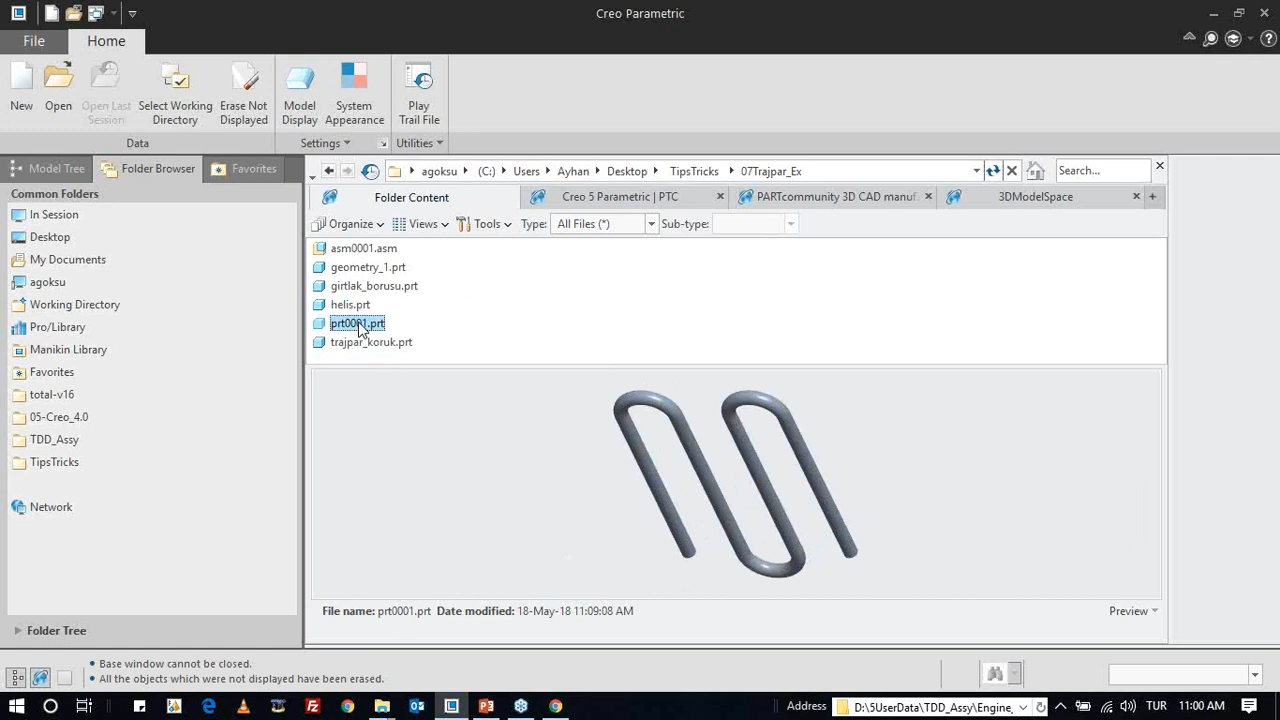 Creo Parametric
File
Home
New
Open
Open Last Session
Select Working Directory
Erase Not Displayed
Model Display
System Appearance
Play Trail File
Data
Settings
Utilities
Model Tree
Folder Browser
Favorites
agoksu
(C:)
Users
Ayhan
Desktop
TipsTricks
07Trajpar_Ex
Search...
Folder Content
Creo 5 Parametric | PTC
PARTcommunity 3D CAD manuf
3DModelSpace
Organize
Views
Tools
Type:
All Files (*)
Sub-type:
Common Folders
In Session
Desktop
My Documents
agoksu
Working Directory
Pro/Library
Manikin Library
Favorites
total-v16
05-Creo_4.0
TDD_Assy
TipsTricks
Network
Folder Tree
asm0001.asm
geometry_1.prt
girtlak_borusu.prt
helis.prt
prt0001.prt
trajpar_koruk.prt
File name: prt0001.prt Date modified: 18-May-18 11:09:08 AM
Preview
• Base window cannot be closed.
• All the objects which were not displayed have been erased.
Address
D:\5UserData\TDD_Assy\Engine_
TUR
11:00 AM